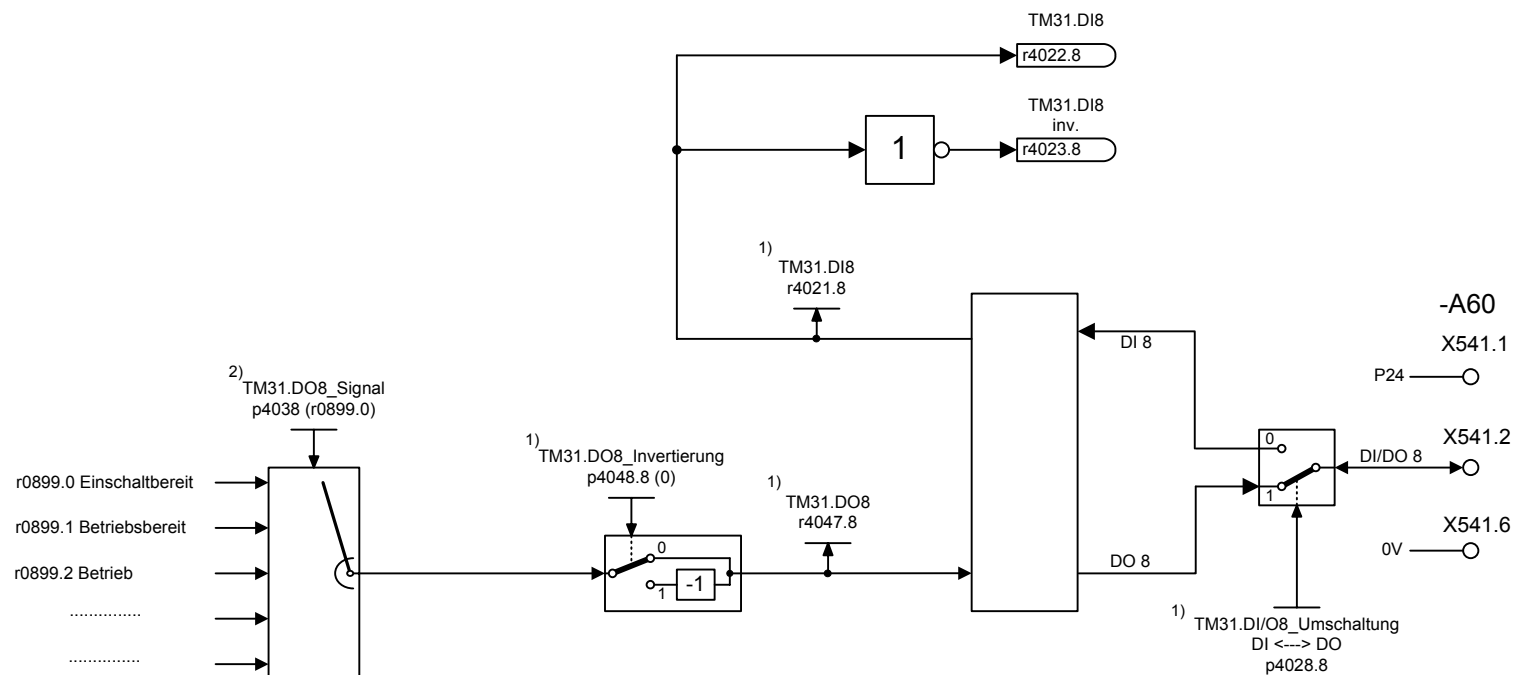 TM31.DI8
r4022.8
TM31.DI8
inv.
1
r4023.8
1)
TM31.DI8
r4021.8
-A60
X541.1
DI 8
P24
2)
TM31.DO8_Signal
p4038 (r0899.0)
X541.2
0
DI/DO 8
1
1)
TM31.DO8_Invertierung
p4048.8 (0)
r0899.0 Einschaltbereit
1)
TM31.DO8
r4047.8
r0899.1 Betriebsbereit
X541.6
0V
0
1
-1
DO 8
r0899.2 Betrieb
...............
1)
TM31.DI/O8_Umschaltung
DI <---> DO
p4028.8
...............